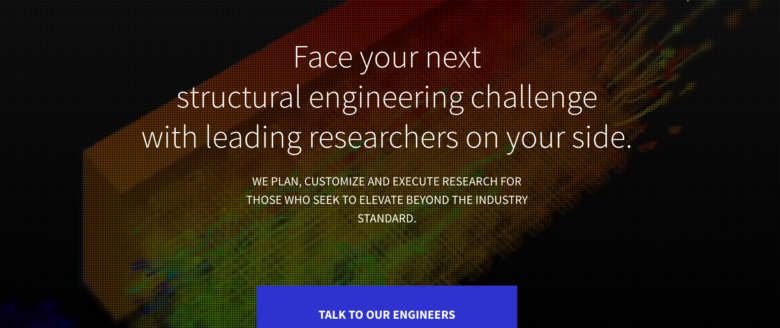 Face your next
structural engineering challenge
with leading researchers on your side.
WE PLAN, CUSTOMIZE AND EXECUTE RESEARCH FOR
THOSE WHO SEEK TO ELEVATE BEYOND THE INDUSTRY
STANDARD.
TALK TO OUR ENGINEERS